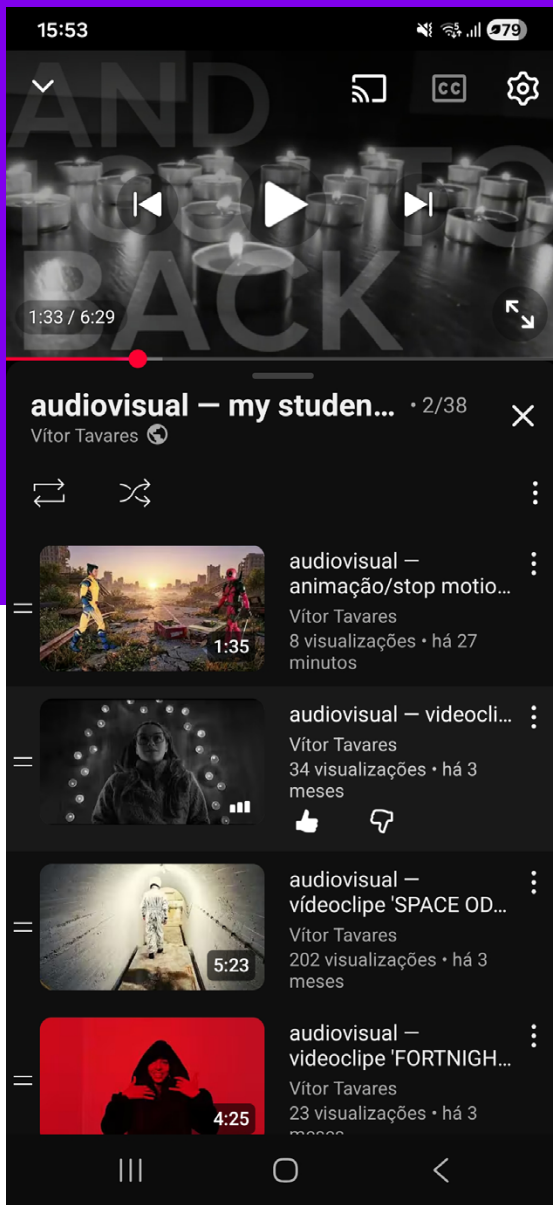 15:53
79
CC
AND
BACK
1:33 / 6:29
audiovisual — my studen... · 2/38
Vítor Tavares
audiovisual —
animação/stop motio...
Vítor Tavares
8 visualizações • há 27
minutos
1:35
audiovisual — videocli...
Vítor Tavares
34 visualizações • há 3
meses
audiovisual —
vídeoclipe 'SPACE OD...
Vítor Tavares
202 visualizações • há 3
meses
5:23
audiovisual —
videoclipe 'FORTNIGH...
Vítor Tavares
23 visualizações • há 3
meses
4:25